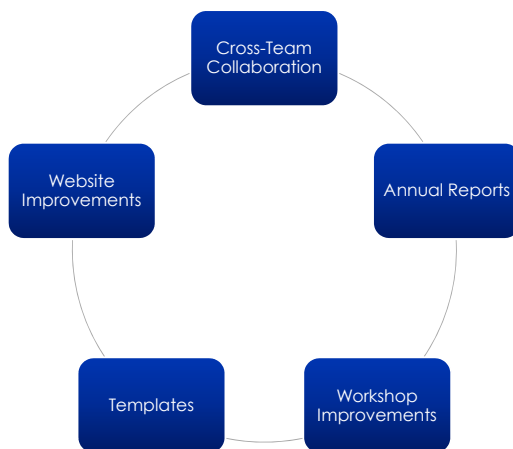 Cross-Team
Collaboration
Annual Reports
Workshop
Improvements
Templates
Website
Improvements